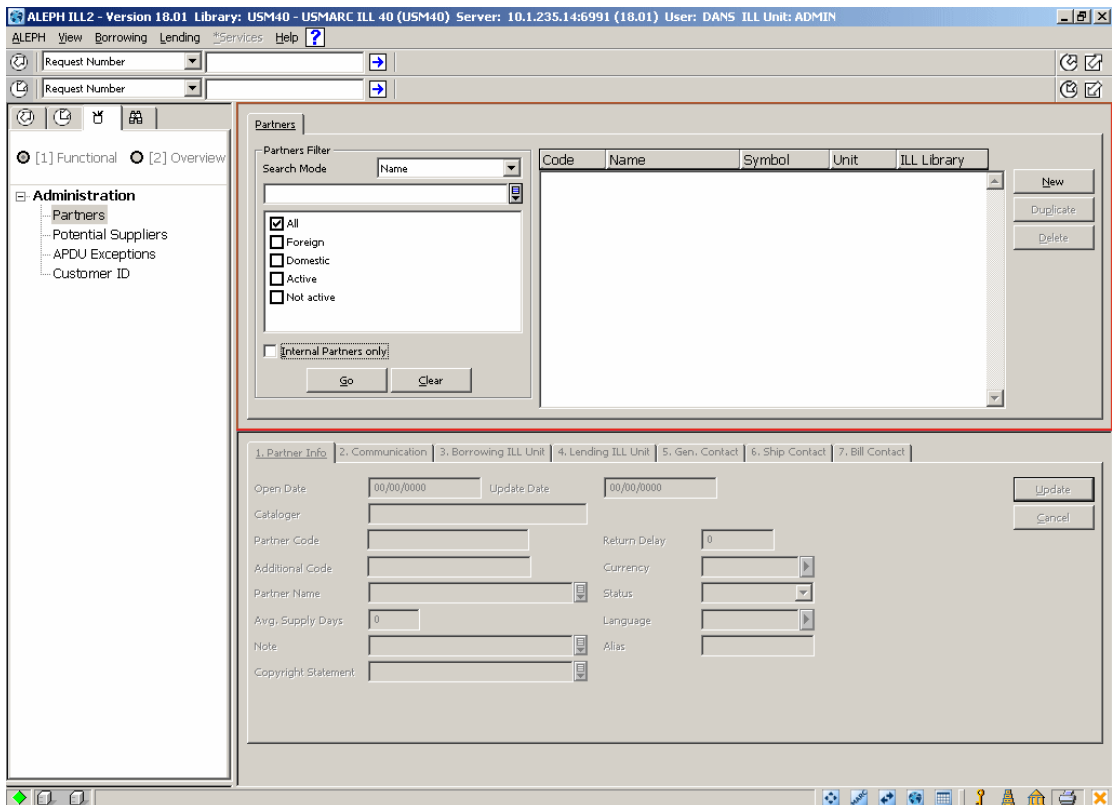 ALEPH ILL2 - Version 18.01 Library: USM40 - USMARC ILL 40 (USM40) Server: 10.1.235.14:6991 (18.01) User: DANS ILL Unit: ADMIN
ALEPH View Borrowing Lending *Services Help ?
Request Number
Request Number
[1] Functional [2] Overview
Administration
Partners
Potential Suppliers
APDU Exceptions
Customer ID
Partners
Partners Filter
Search Mode Name
All
Foreign
Domestic
Active
Not active
Internal Partners only
Go Clear
Code Name Symbol Unit ILL Library
New
Duplicate
Delete
1. Partner Info 2. Communication 3. Borrowing ILL Unit 4. Lending ILL Unit 5. Gen. Contact 6. Ship Contact 7. Bill Contact
Open Date 00/00/0000 Update Date 00/00/0000 Update
Cataloger Cancel
Partner Code Return Delay 0
Additional Code Currency
Partner Name Status
Avg. Supply Days 0 Language
Note Alias
Copyright Statement
MARC